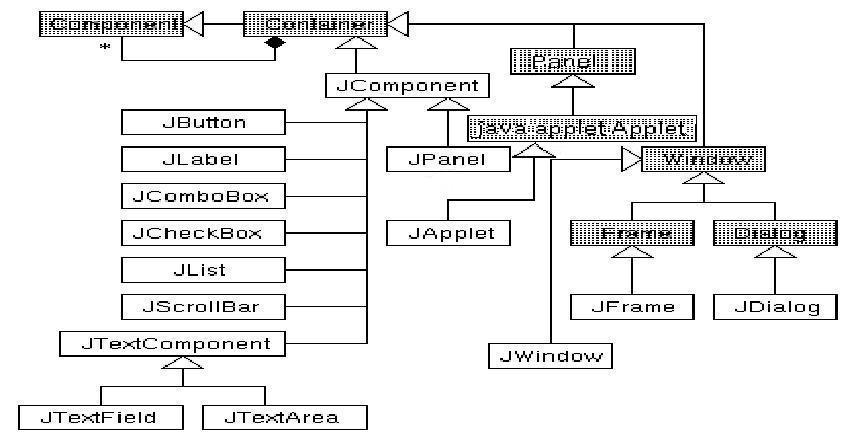 Component
Container
*
Panel
JComponent
JButton
java.applet.Applet
JLabel
JPanel
Window
JComboBox
JCheckBox
JApplet
Frame
Dialog
JList
JScrollBar
JFrame
JDialog
JTextComponent
JWindow
JTextField
JTextArea